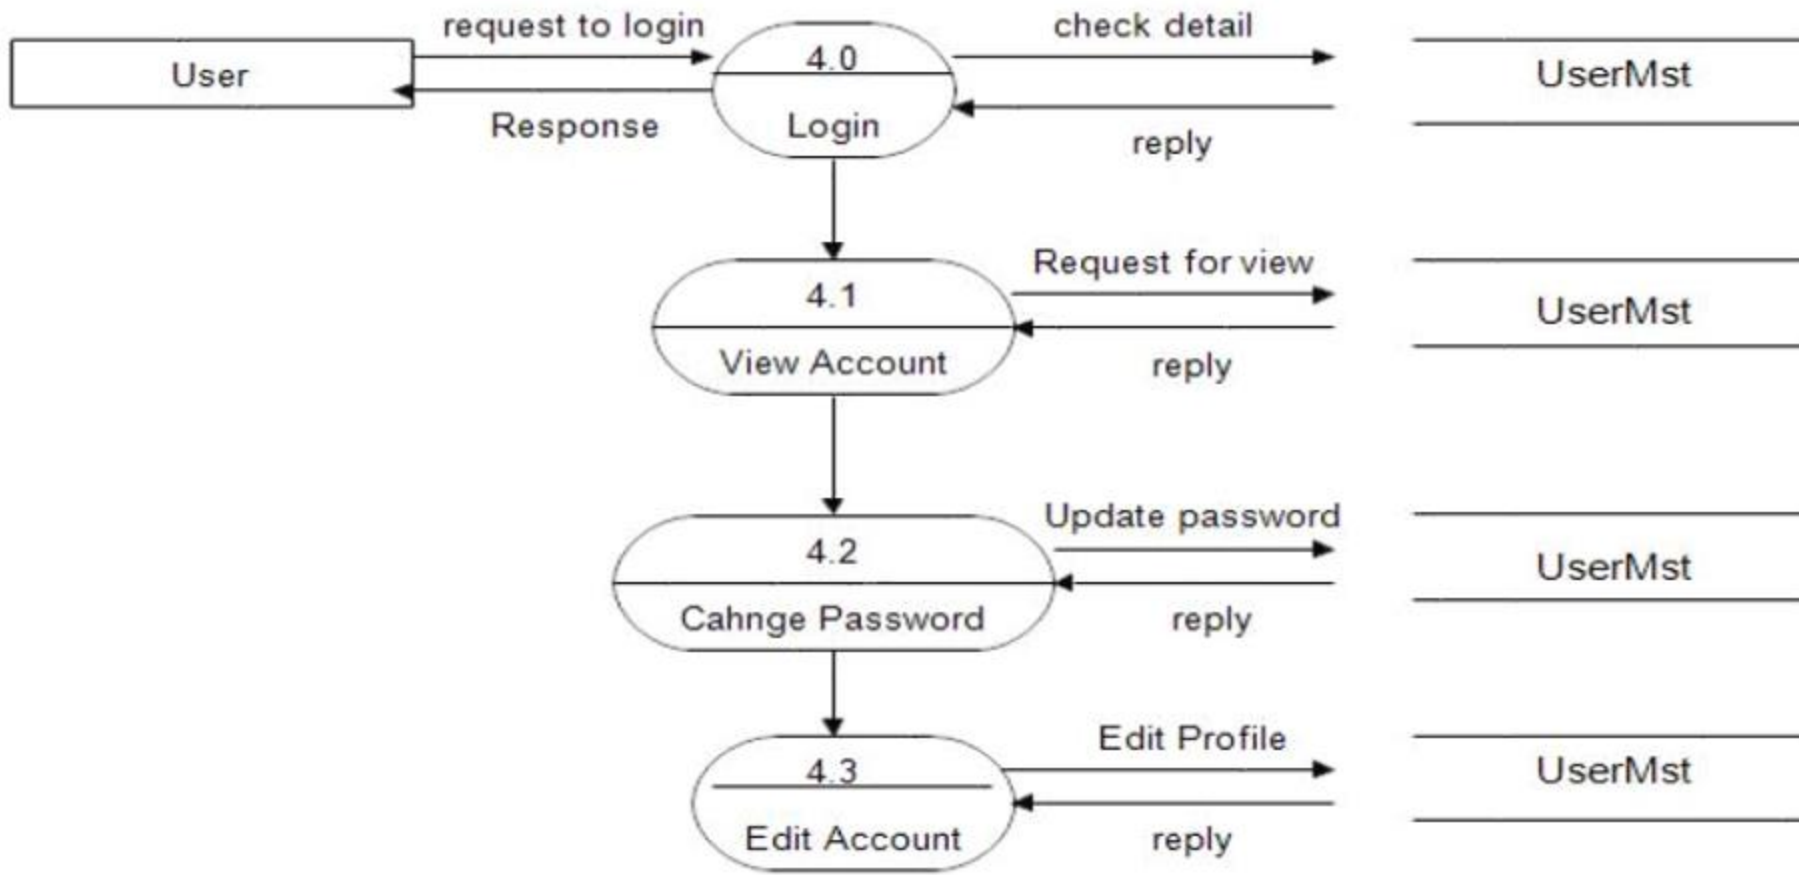 request to login
check detail
User
4.0
UserMst
Response
Login
reply
Request for view
4.1
UserMst
View Account
reply
Update password
4.2
UserMst
Cahnge Password
reply
Edit Profile
4.3
UserMst
Edit Account
reply